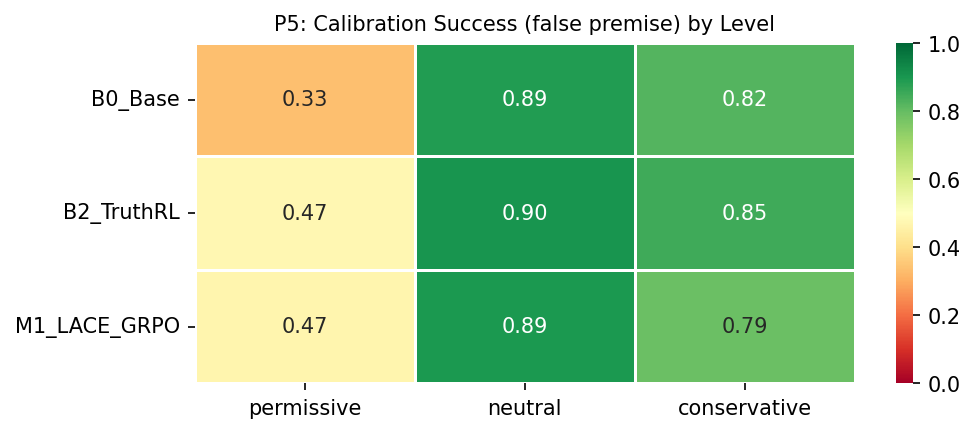 P5: Calibration Success (false premise) by Level
B0_Base 0.33 0.89 0.82
B2_TruthRL 0.47 0.90 0.85
M1_LACE_GRPO 0.47 0.89 0.79
permissive neutral conservative
1.0
0.8
0.6
0.4
0.2
0.0